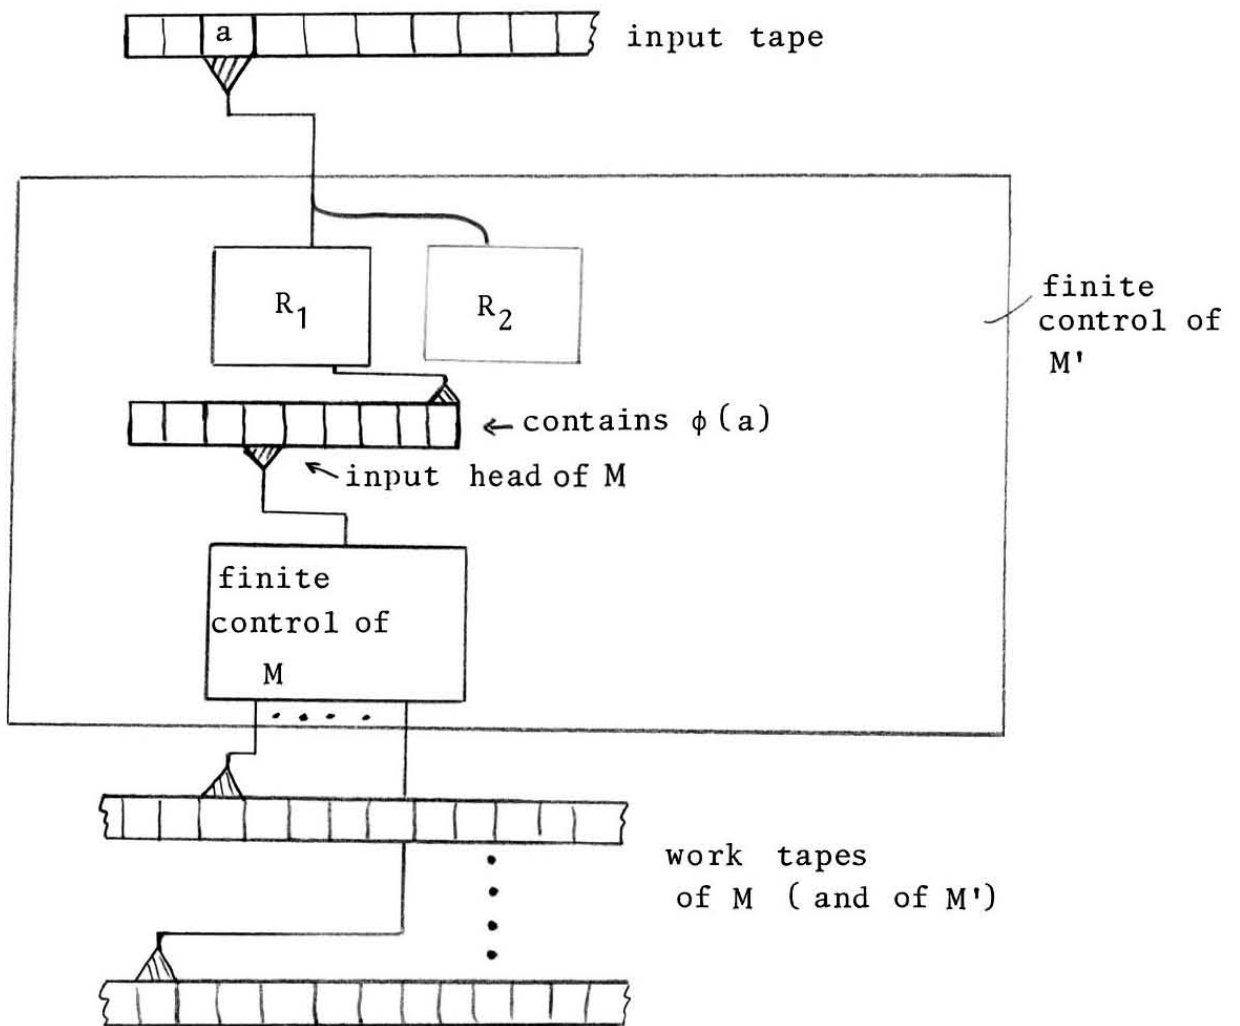 a
input tape
R1
R2
finite
control of
M'
← contains φ(a)
input head of M
finite
control of
M
work tapes
of M (and of M')